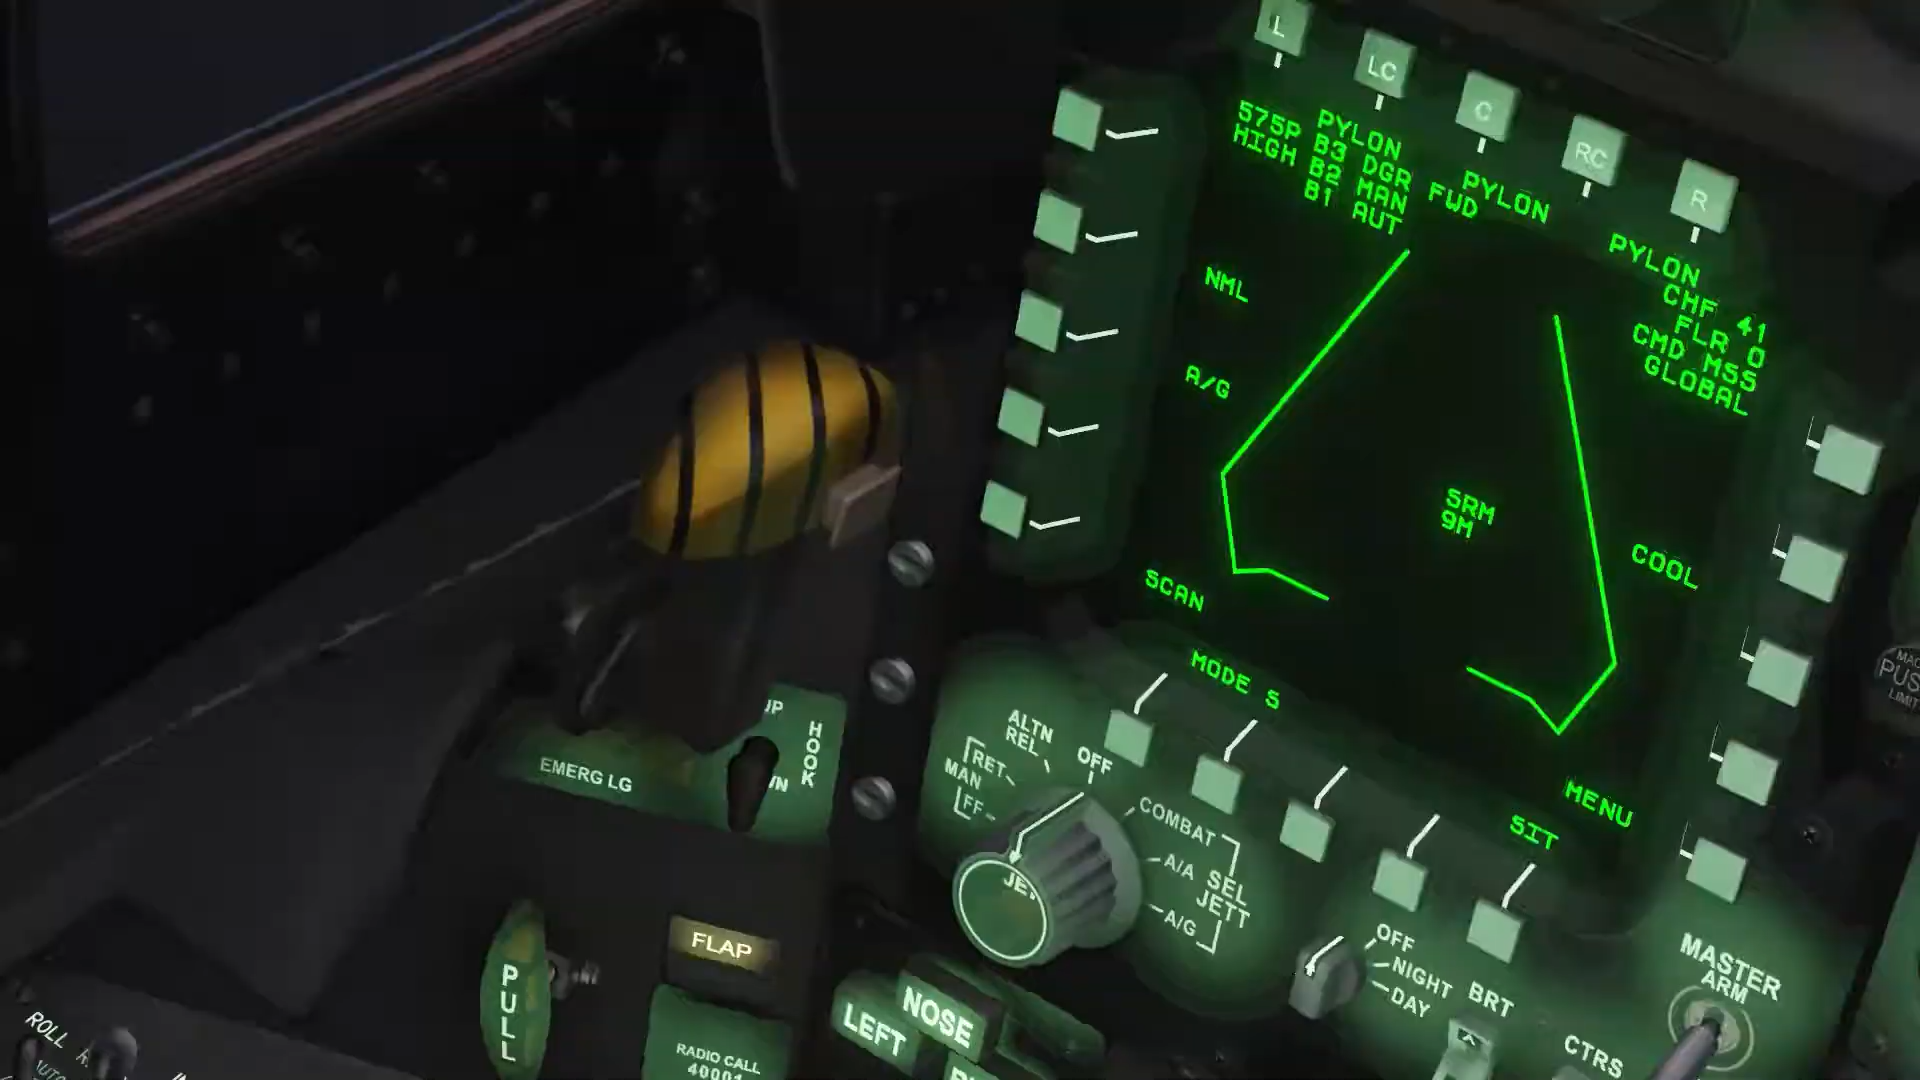 L
LC
C
RC
R
PYLON
575P B3 DGR
HIGH B2 MAN
B1 AUT
PYLON
FWD
PYLON
CHF 41
FLR 0
CMD MSS
GLOBAL
NML
A/G
SRM
9M
COOL
SCAN
MODE S
MENU
SIT
HOOK
EMERG LG
ALTN
REL
OFF
RET
MAN
FF
COMBAT
A/A
SEL
JETT
A/G
FLAP
PULL
NOSE
LEFT
RADIO CALL
40001
OFF
NIGHT
DAY
BRT
MASTER
ARM
CTRS
ROLL